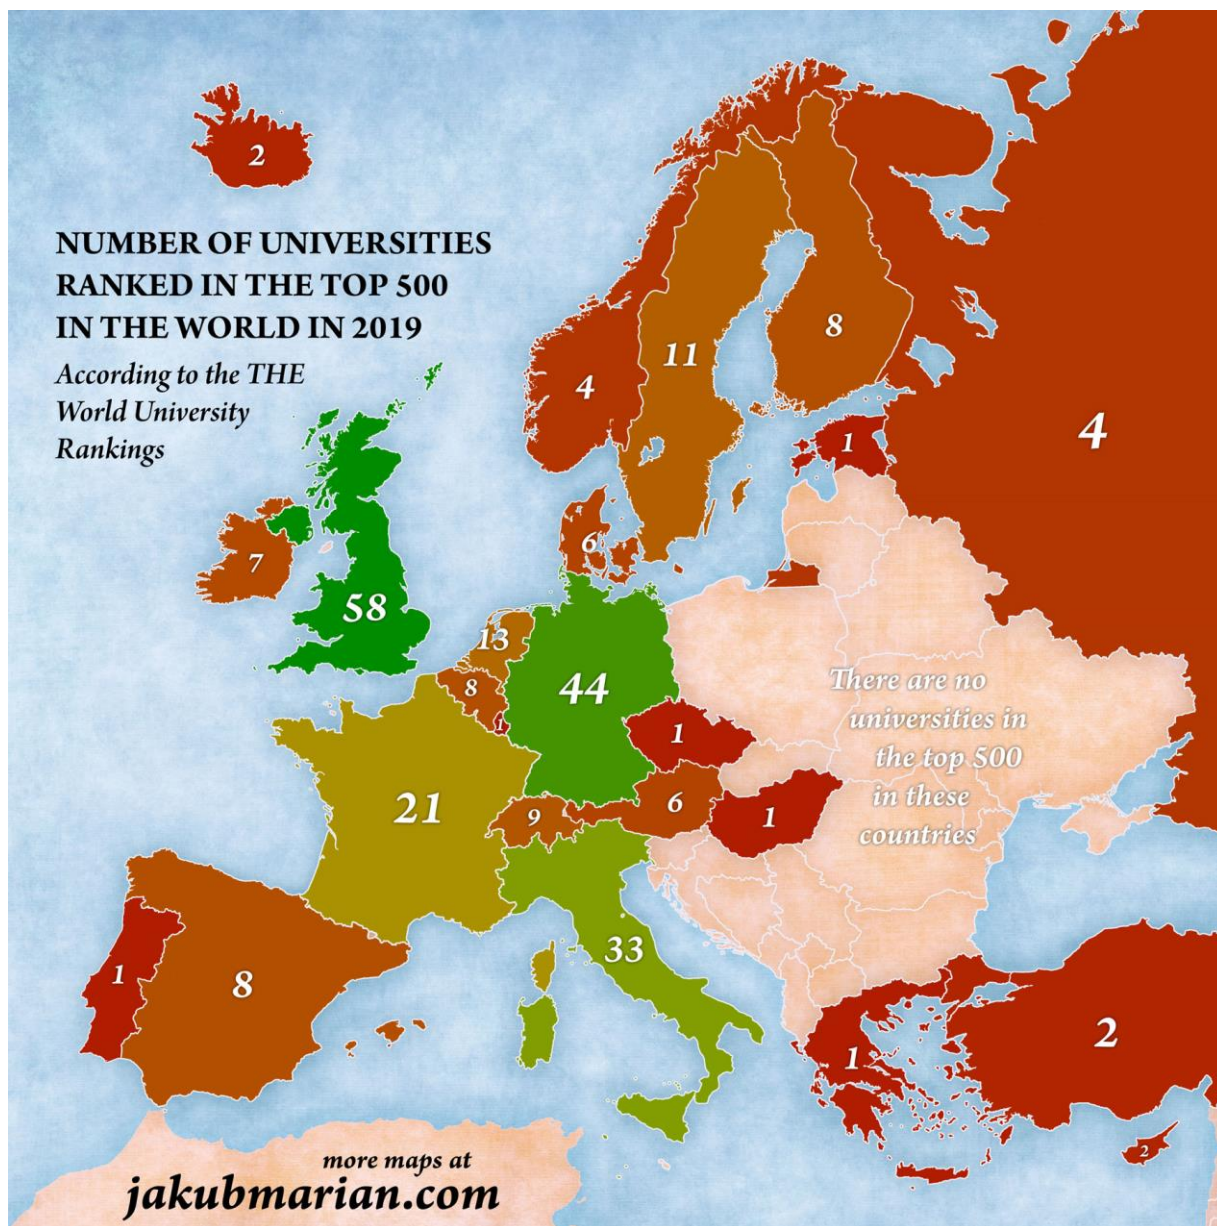 2
NUMBER OF UNIVERSITIES
RANKED IN THE TOP 500
IN THE WORLD IN 2019
According to the THE
World University
Rankings
8
11
4
4
1
6
7
58
13
44
8
1
There are no
universities in
the top 500
in these
countries
1
6
1
21
9
33
1
8
2
1
2
more maps at
jakubmarian.com